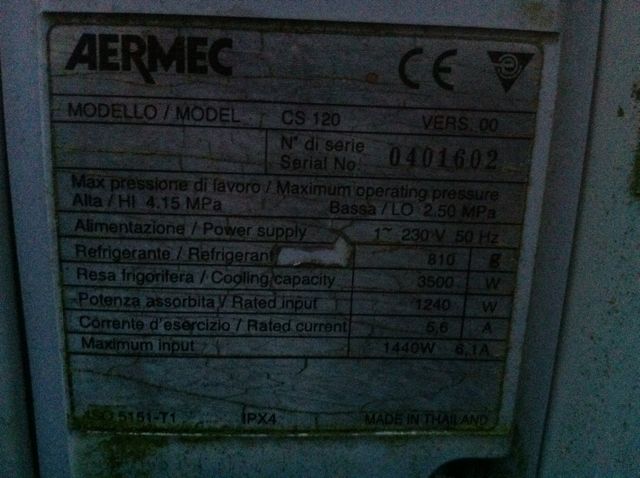 AERMEC CE
MODELLO / MODEL CS 120 VERS. 00
N° di serie
Serial No. 0401602
Max pressione di lavoro / Maximum operating pressure
Alta / HI 4.15 MPa Bassa / LO 2.50 MPa
Alimentazione / Power supply 1~ 230 V 50 Hz
Refrigerante / Refrigerant 810 g
Resa frigorifera / Cooling capacity 3500 W
Potenza assorbita / Rated input 1240 W
Corrente d'esercizio / Rated current 5,6 A
Maximum input 1440W 6,1A
ISO 5151-T1 IPX4 MADE IN THAILAND